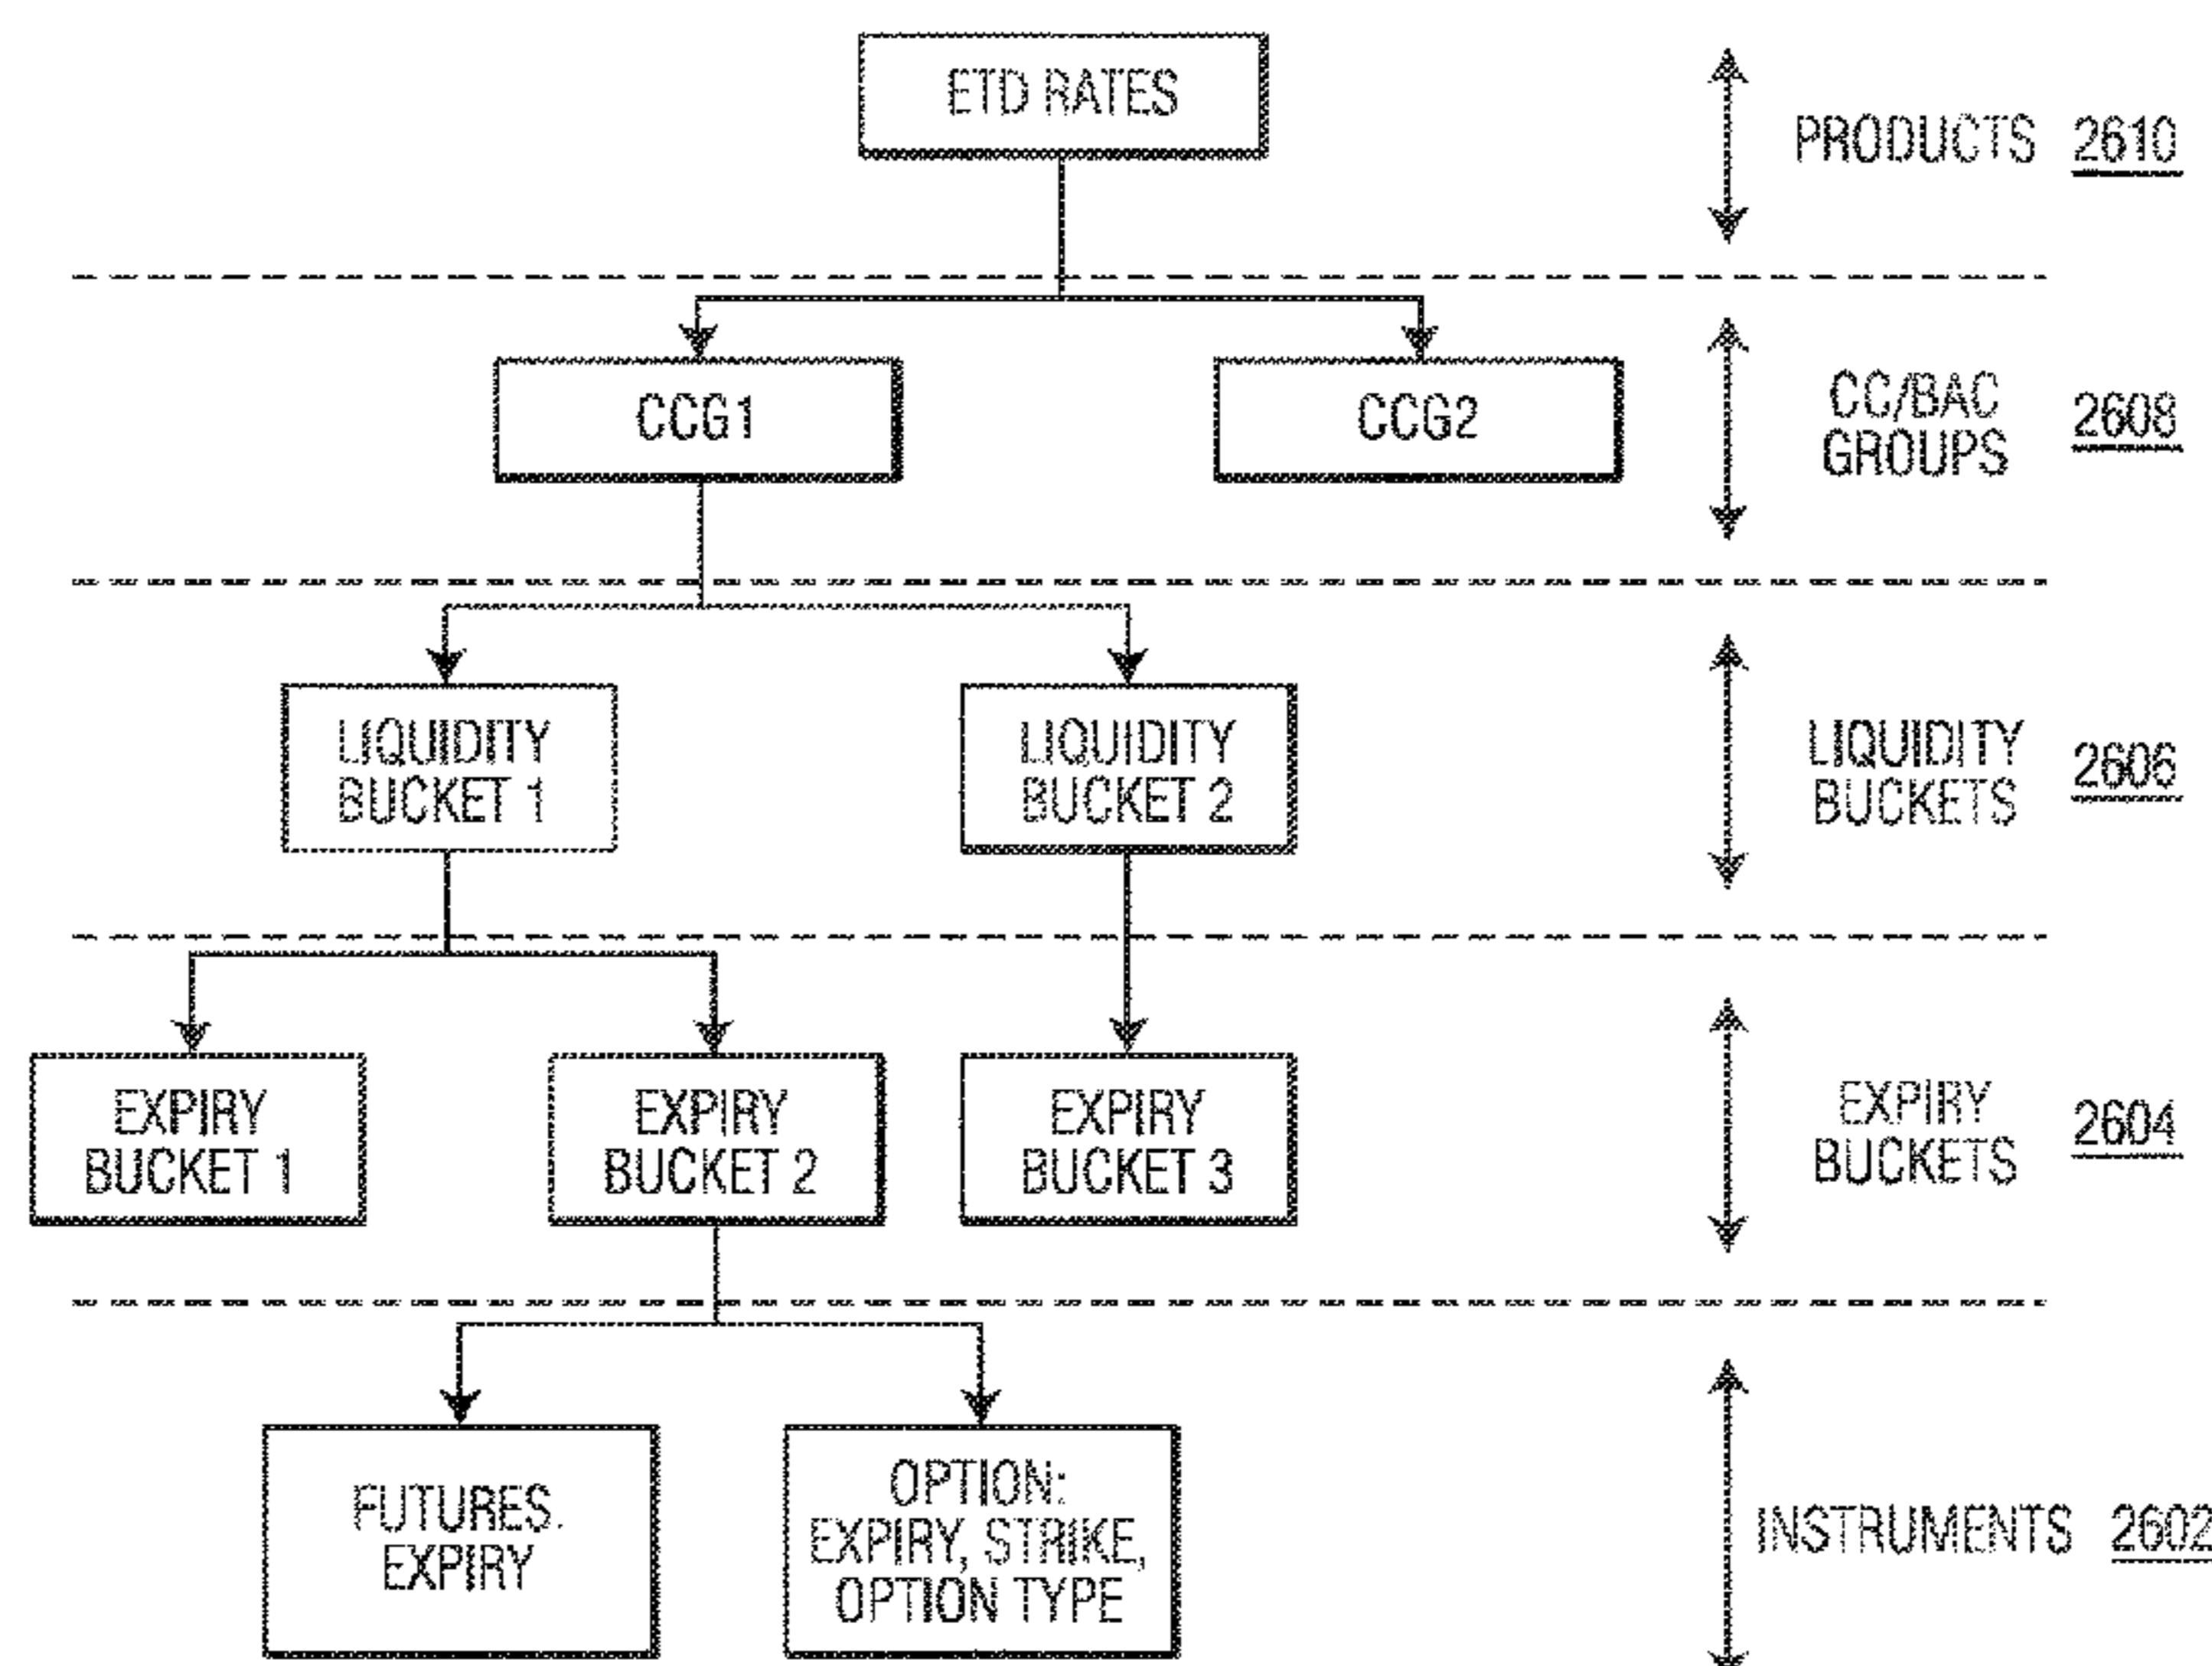 ETD RATES
PRODUCTS 2610
CCG1
CCG2
CC/BAC
GROUPS
2608
LIQUIDITY
BUCKET 1
LIQUIDITY
BUCKET 2
LIQUIDITY
BUCKETS
2606
EXPIRY
BUCKET 1
EXPIRY
BUCKET 2
EXPIRY
BUCKET 3
EXPIRY
BUCKETS
2604
FUTURES.
EXPIRY
OPTION:
EXPIRY, STRIKE,
OPTION TYPE
INSTRUMENTS 2602